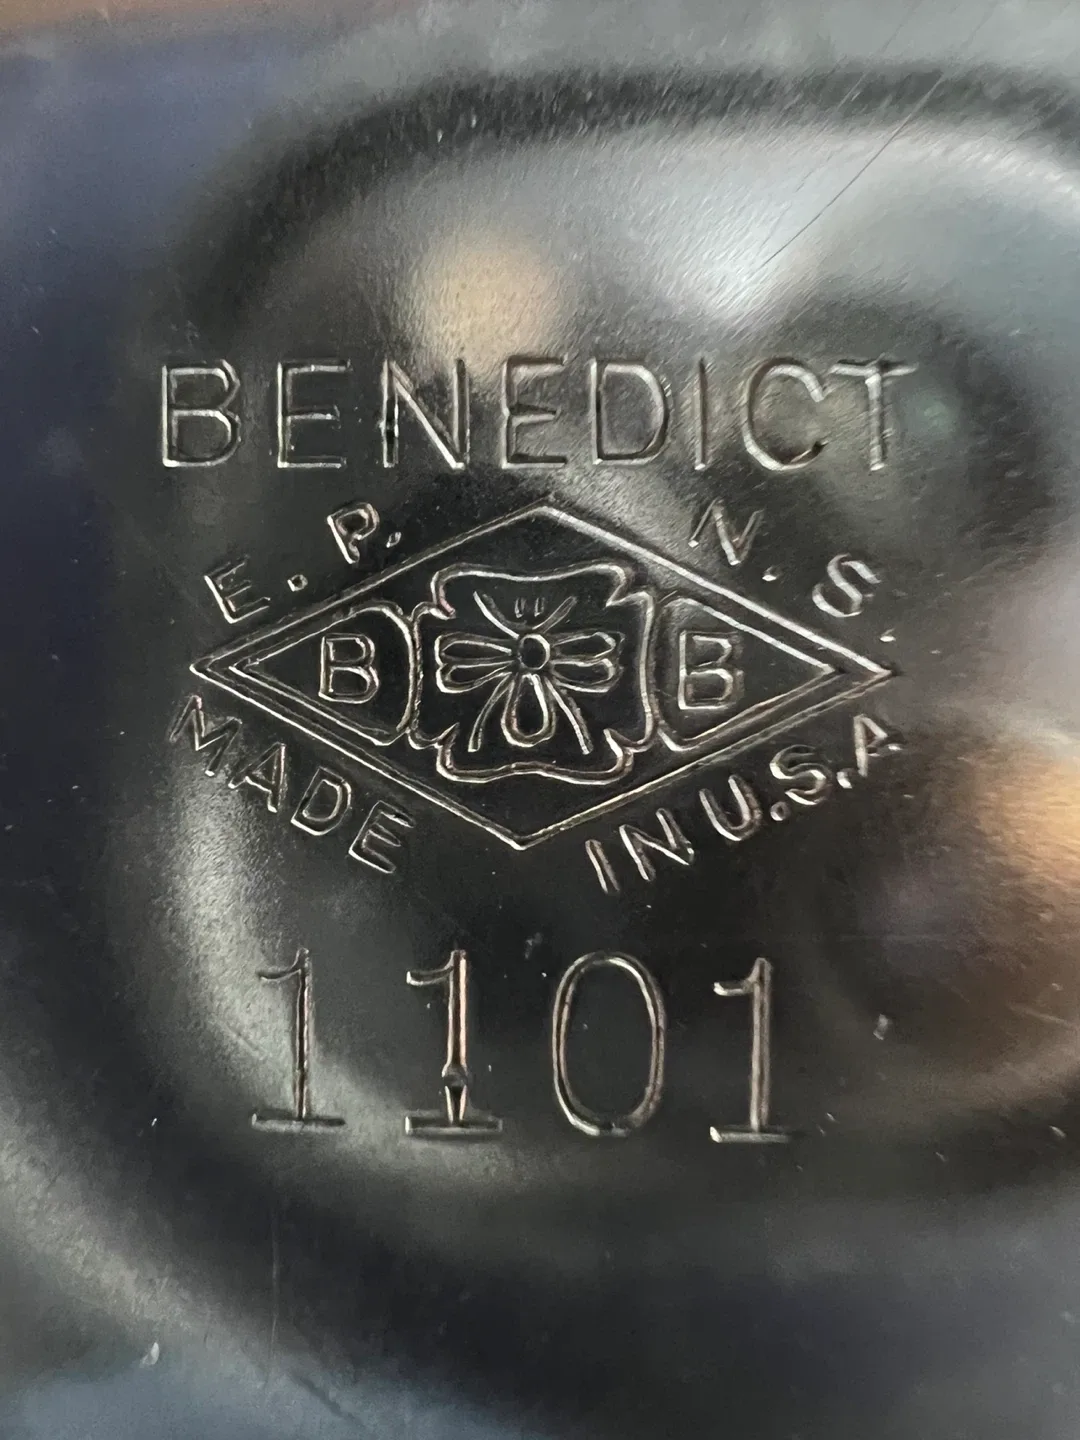 BENEDICT
E.P. N.S.
B B
MADE IN U.S.A
1101